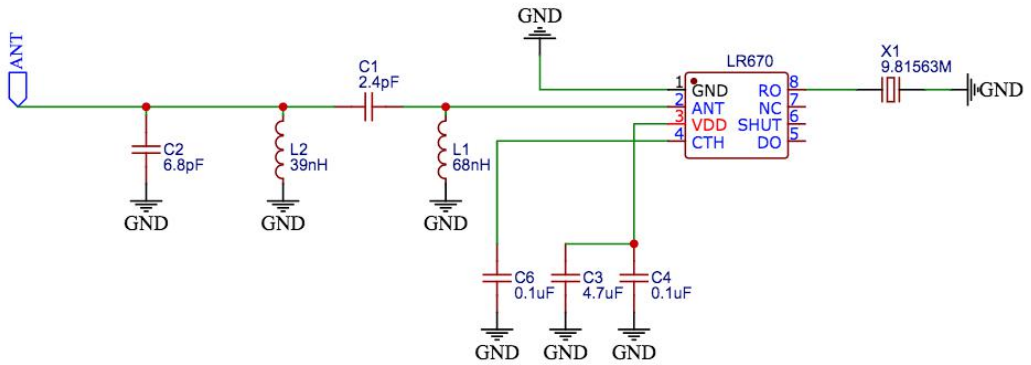 ANT
GND
C1
2.4pF
LR670
X1
9.81563M
1 GND RO 8
2 ANT NC 7
3 VDD SHUT 6
4 CTH DO 5
GND
C2
6.8pF
L2
39nH
L1
68nH
GND
GND
GND
C6
0.1uF
C3
4.7uF
C4
0.1uF
GND
GND
GND